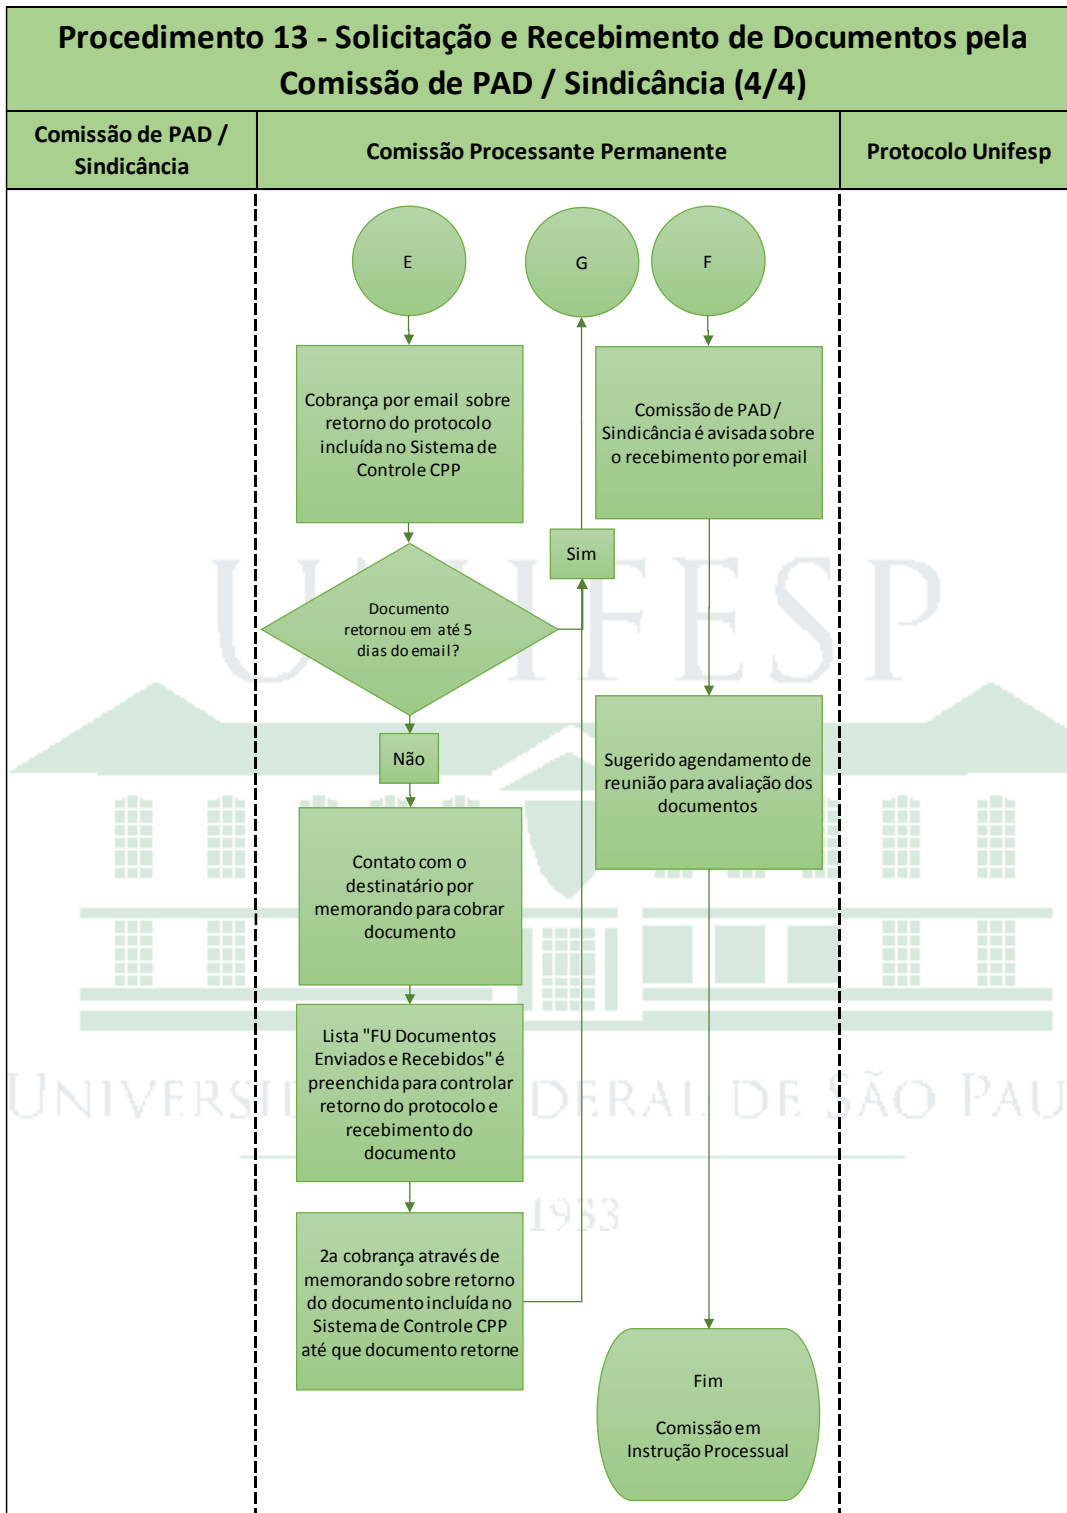 Procedimento 13 - Solicitação e Recebimento de Documentos pela
Comissão de PAD / Sindicância (4/4)
Comissão de PAD /
Sindicância
Comissão Processante Permanente
Protocolo Unifesp
E
G
F
Cobrança por email sobre
retorno do protocolo
incluída no Sistema de
Controle CPP
Comissão de PAD /
Sindicância é avisada sobre
o recebimento por email
Sim
Documento
retornou em até 5
dias do email?
Não
Sugerido agendamento de
reunião para avaliação dos
documentos
Contato com o
destinatário por
memorando para cobrar
documento
Lista "FU Documentos
Enviados e Recebidos" é
preenchida para controlar
retorno do protocolo e
recebimento do
documento
2a cobrança através de
memorando sobre retorno
do documento incluída no
Sistema de Controle CPP
até que documento retorne
Fim
Comissão em
Instrução Processual
UNIFESP
DE SÃO PAU
1933